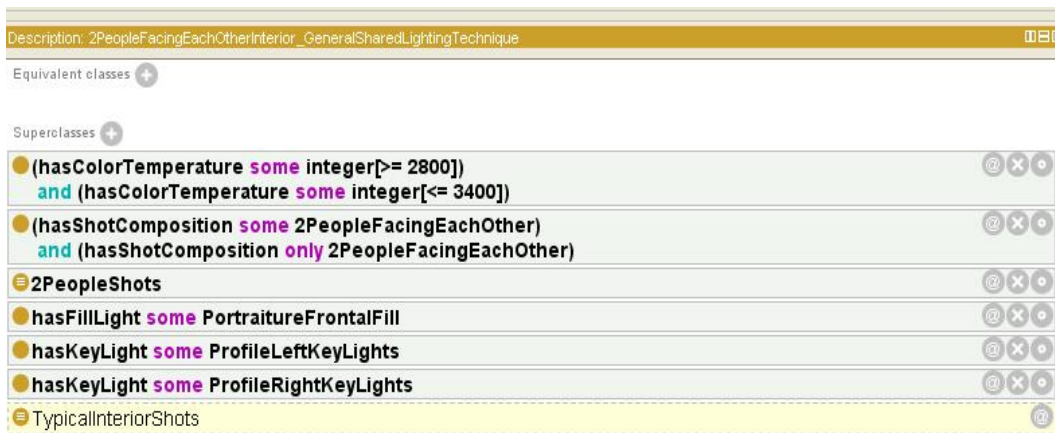 Description: 2PeopleFacingEachOtherInterior_GeneralSharedLightingTechnique
Equivalent classes
Superclasses
(hasColorTemperature some integer[>= 2800])
and (hasColorTemperature some integer[<= 3400])
(hasShotComposition some 2PeopleFacingEachOther)
and (hasShotComposition only 2PeopleFacingEachOther)
2PeopleShots
hasFillLight some PortraitureFrontalFill
hasKeyLight some ProfileLeftKeyLights
hasKeyLight some ProfileRightKeyLights
TypicalInteriorShots